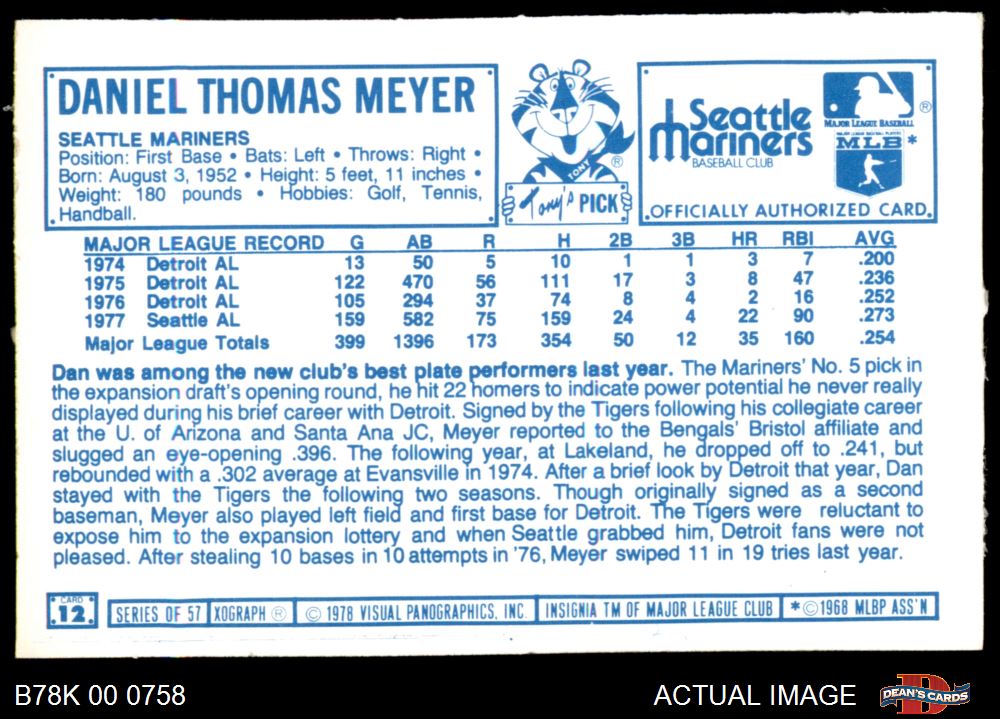 DANIEL THOMAS MEYER
SEATTLE MARINERS
Position: First Base • Bats: Left • Throws: Right •
Born: August 3, 1952 • Height: 5 feet, 11 inches •
Weight: 180 pounds • Hobbies: Golf, Tennis,
Handball.
TONY
®
Tony's PICK
Seattle
Mariners
BASEBALL CLUB
®
MAJOR LEAGUE BASEBALL
MAJOR LEAGUE BASEBALL PLAYERS
MLB *
OFFICIALLY AUTHORIZED CARD
MAJOR LEAGUE RECORD G AB R H 2B 3B HR RBI AVG
1974 Detroit AL 13 50 5 10 1 1 3 7 .200
1975 Detroit AL 122 470 56 111 17 3 8 47 .236
1976 Detroit AL 105 294 37 74 8 4 2 16 .252
1977 Seattle AL 159 582 75 159 24 4 22 90 .273
Major League Totals 399 1396 173 354 50 12 35 160 .254
Dan was among the new club's best plate performers last year. The Mariners' No. 5 pick in
the expansion draft's opening round, he hit 22 homers to indicate power potential he never really
displayed during his brief career with Detroit. Signed by the Tigers following his collegiate career
at the U. of Arizona and Santa Ana JC, Meyer reported to the Bengals' Bristol affiliate and
slugged an eye-opening .396. The following year, at Lakeland, he dropped off to .241, but
rebounded with a .302 average at Evansville in 1974. After a brief look by Detroit that year, Dan
stayed with the Tigers the following two seasons. Though originally signed as a second
baseman, Meyer also played left field and first base for Detroit. The Tigers were reluctant to
expose him to the expansion lottery and when Seattle grabbed him, Detroit fans were not
pleased. After stealing 10 bases in 10 attempts in '76, Meyer swiped 11 in 19 tries last year.
CARD
12
SERIES OF 57 XOGRAPH ® © 1978 VISUAL PANOGRAPHICS, INC. INSIGNIA TM OF MAJOR LEAGUE CLUB *©1968 MLBP ASS'N
B78K 00 0758
ACTUAL IMAGE
DEAN'S CARDS